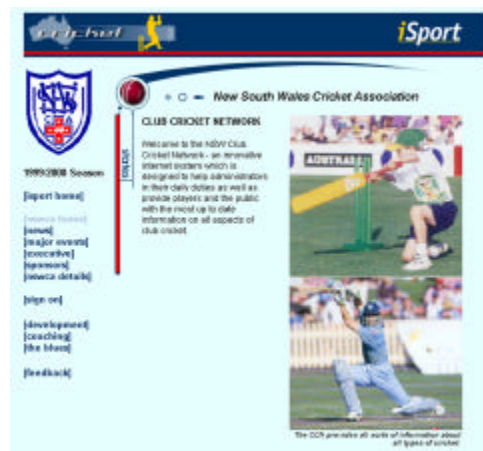 cricket
iSport
New South Wales Cricket Association
CLUB CRICKET NETWORK
Welcome to the NSW Club
Cricket Network - an innovative
internet system which is
designed to help administrators
in their daily duties as well as
provide players and the public
with the most up to date
information on all aspects of
club cricket.
1999/2000 Season
[isport home]
[nswca home]
[news]
[major events]
[executive]
[sponsors]
[nswca details]
[sign on]
[development]
[coaching]
[the blues]
[feedback]
AUSTRAL
The CCN provides all sorts of information about
all types of cricket